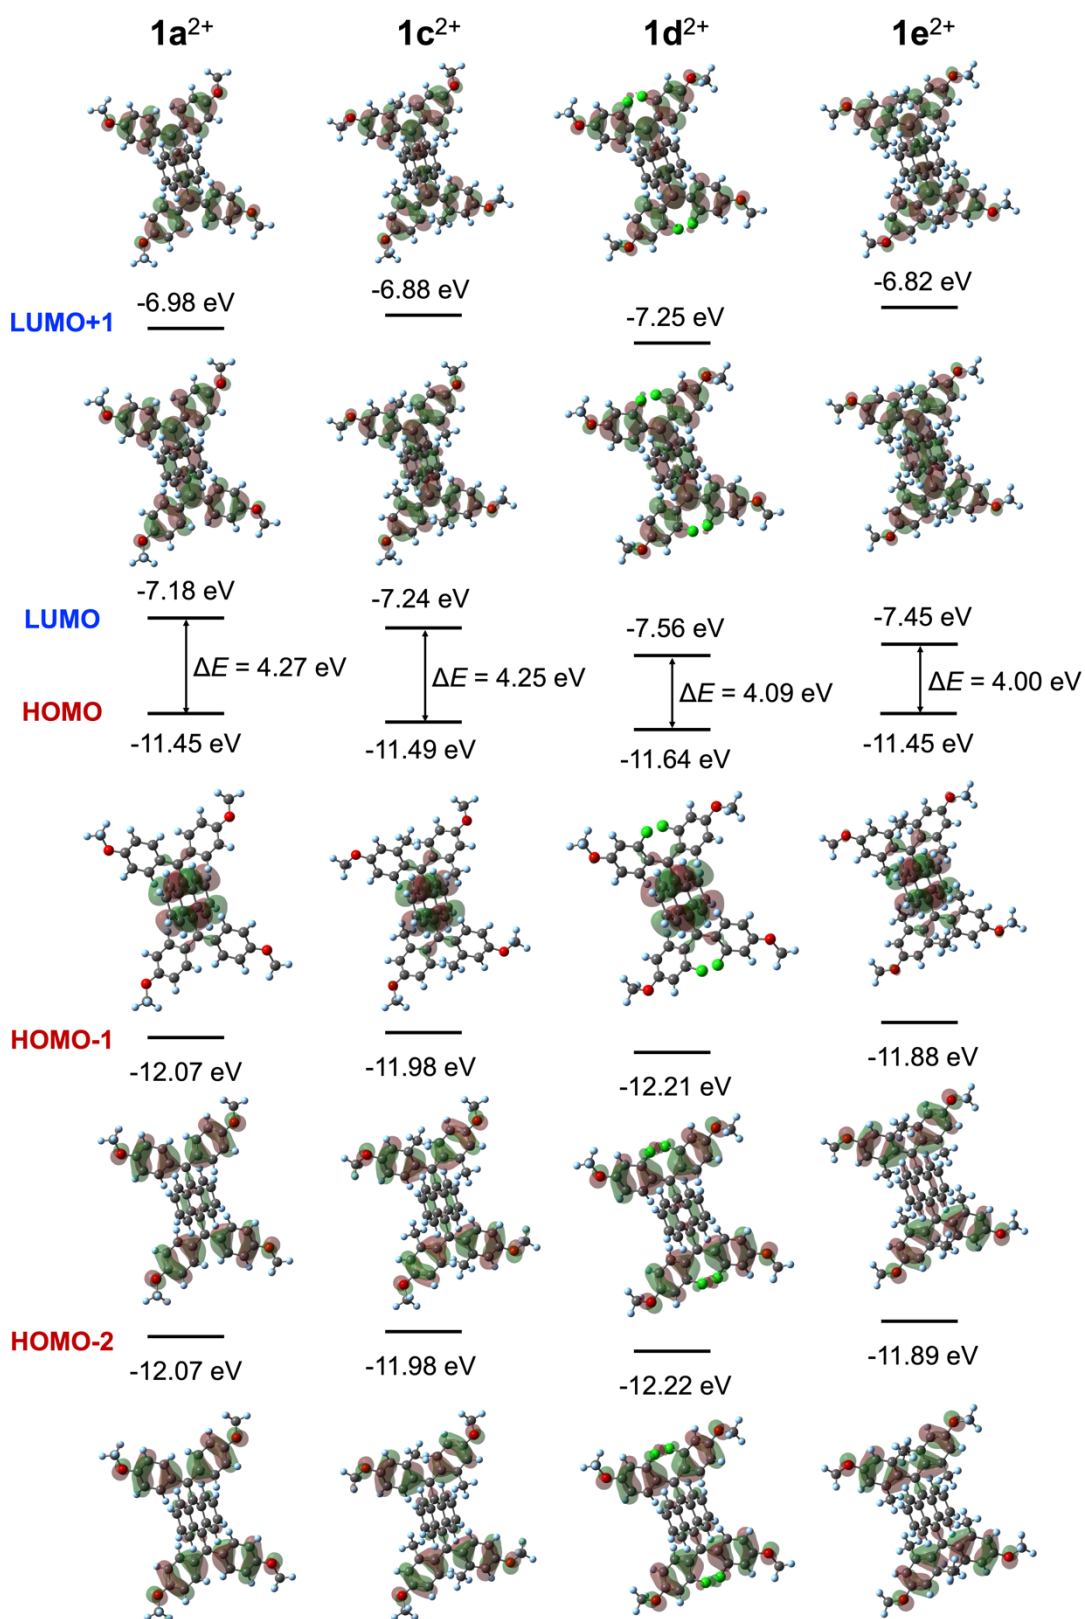 1a²⁺ 1c²⁺ 1d²⁺ 1e²⁺
LUMO+1
-6.98 eV -6.88 eV -7.25 eV -6.82 eV
LUMO
-7.18 eV -7.24 eV -7.56 eV -7.45 eV
ΔE = 4.27 eV ΔE = 4.25 eV ΔE = 4.09 eV ΔE = 4.00 eV
HOMO
-11.45 eV -11.49 eV -11.64 eV -11.45 eV
HOMO-1
-12.07 eV -11.98 eV -12.21 eV -11.88 eV
HOMO-2
-12.07 eV -11.98 eV -12.22 eV -11.89 eV